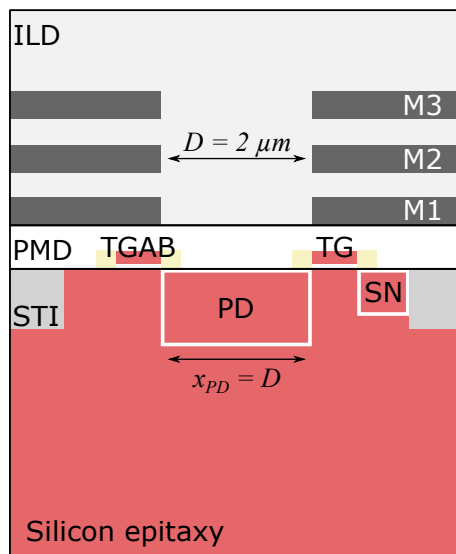 ILD
M3
D = 2 µm
M2
M1
PMD
TGAB
TG
PD
SN
STI
x_PD = D
Silicon epitaxy